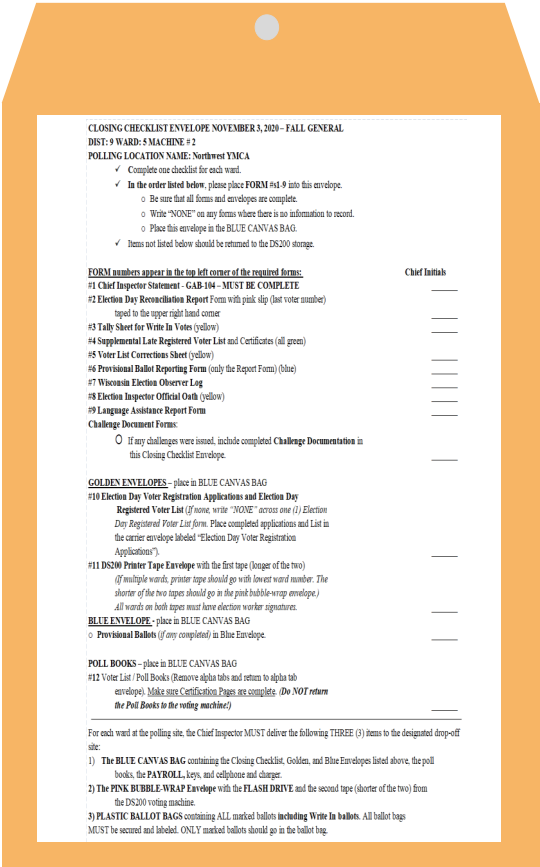 CLOSING CHECKLIST ENVELOPE NOVEMBER 3, 2020 – FALL GENERAL
DIST: 9 WARD: 5 MACHINE # 2
POLLING LOCATION NAME: Northwest YMCA
✓ Complete one checklist for each ward.
✓ In the order listed below, please place FORM #s1-9 into this envelope.
o Be sure that all forms and envelopes are complete.
o Write “NONE” on any forms where there is no information to record.
o Place this envelope in the BLUE CANVAS BAG.
✓ Items not listed below should be returned to the DS200 storage.
FORM numbers appear in the top left corner of the required forms: Chief Initials
#1 Chief Inspector Statement - GAB-104 – MUST BE COMPLETE ____
#2 Election Day Reconciliation Report Form with pink slip (last voter number)
taped to the upper right hand corner ____
#3 Tally Sheet for Write In Votes (yellow) ____
#4 Supplemental Late Registered Voter List and Certificates (all green)
#5 Voter List Corrections Sheet (yellow) ____
#6 Provisional Ballot Reporting Form (only the Report Form) (blue) ____
#7 Wisconsin Election Observer Log ____
#8 Election Inspector Official Oath (yellow) ____
#9 Language Assistance Report Form ____
Challenge Document Forms:
O If any challenges were issued, include completed Challenge Documentation in
this Closing Checklist Envelope. ____
GOLDEN ENVELOPES – place in BLUE CANVAS BAG
#10 Election Day Voter Registration Applications and Election Day
Registered Voter List (If none, write “NONE” across one (1) Election
Day Registered Voter List form. Place completed applications and List in
the carrier envelope labeled “Election Day Voter Registration
Applications”). ____
#11 DS200 Printer Tape Envelope with the first tape (longer of the two)
(If multiple wards, printer tape should go with lowest ward number. The
shorter of the two tapes should go in the pink bubble-wrap envelope.)
All wards on both tapes must have election worker signatures. ____
BLUE ENVELOPE - place in BLUE CANVAS BAG
o Provisional Ballots (if any completed) in Blue Envelope. ____
POLL BOOKS – place in BLUE CANVAS BAG
#12 Voter List / Poll Books (Remove alpha tabs and return to alpha tab
envelope). Make sure Certification Pages are complete. (Do NOT return
the Poll Books to the voting machine!) ____
For each ward at the polling site, the Chief Inspector MUST deliver the following THREE (3) items to the designated drop-off
site:
1) The BLUE CANVAS BAG containing the Closing Checklist, Golden, and Blue Envelopes listed above, the poll
books, the PAYROLL, keys, and cellphone and charger.
2) The PINK BUBBLE-WRAP Envelope with the FLASH DRIVE and the second tape (shorter of the two) from
the DS200 voting machine.
3) PLASTIC BALLOT BAGS containing ALL marked ballots including Write In ballots. All ballot bags
MUST be secured and labeled. ONLY marked ballots should go in the ballot bag.